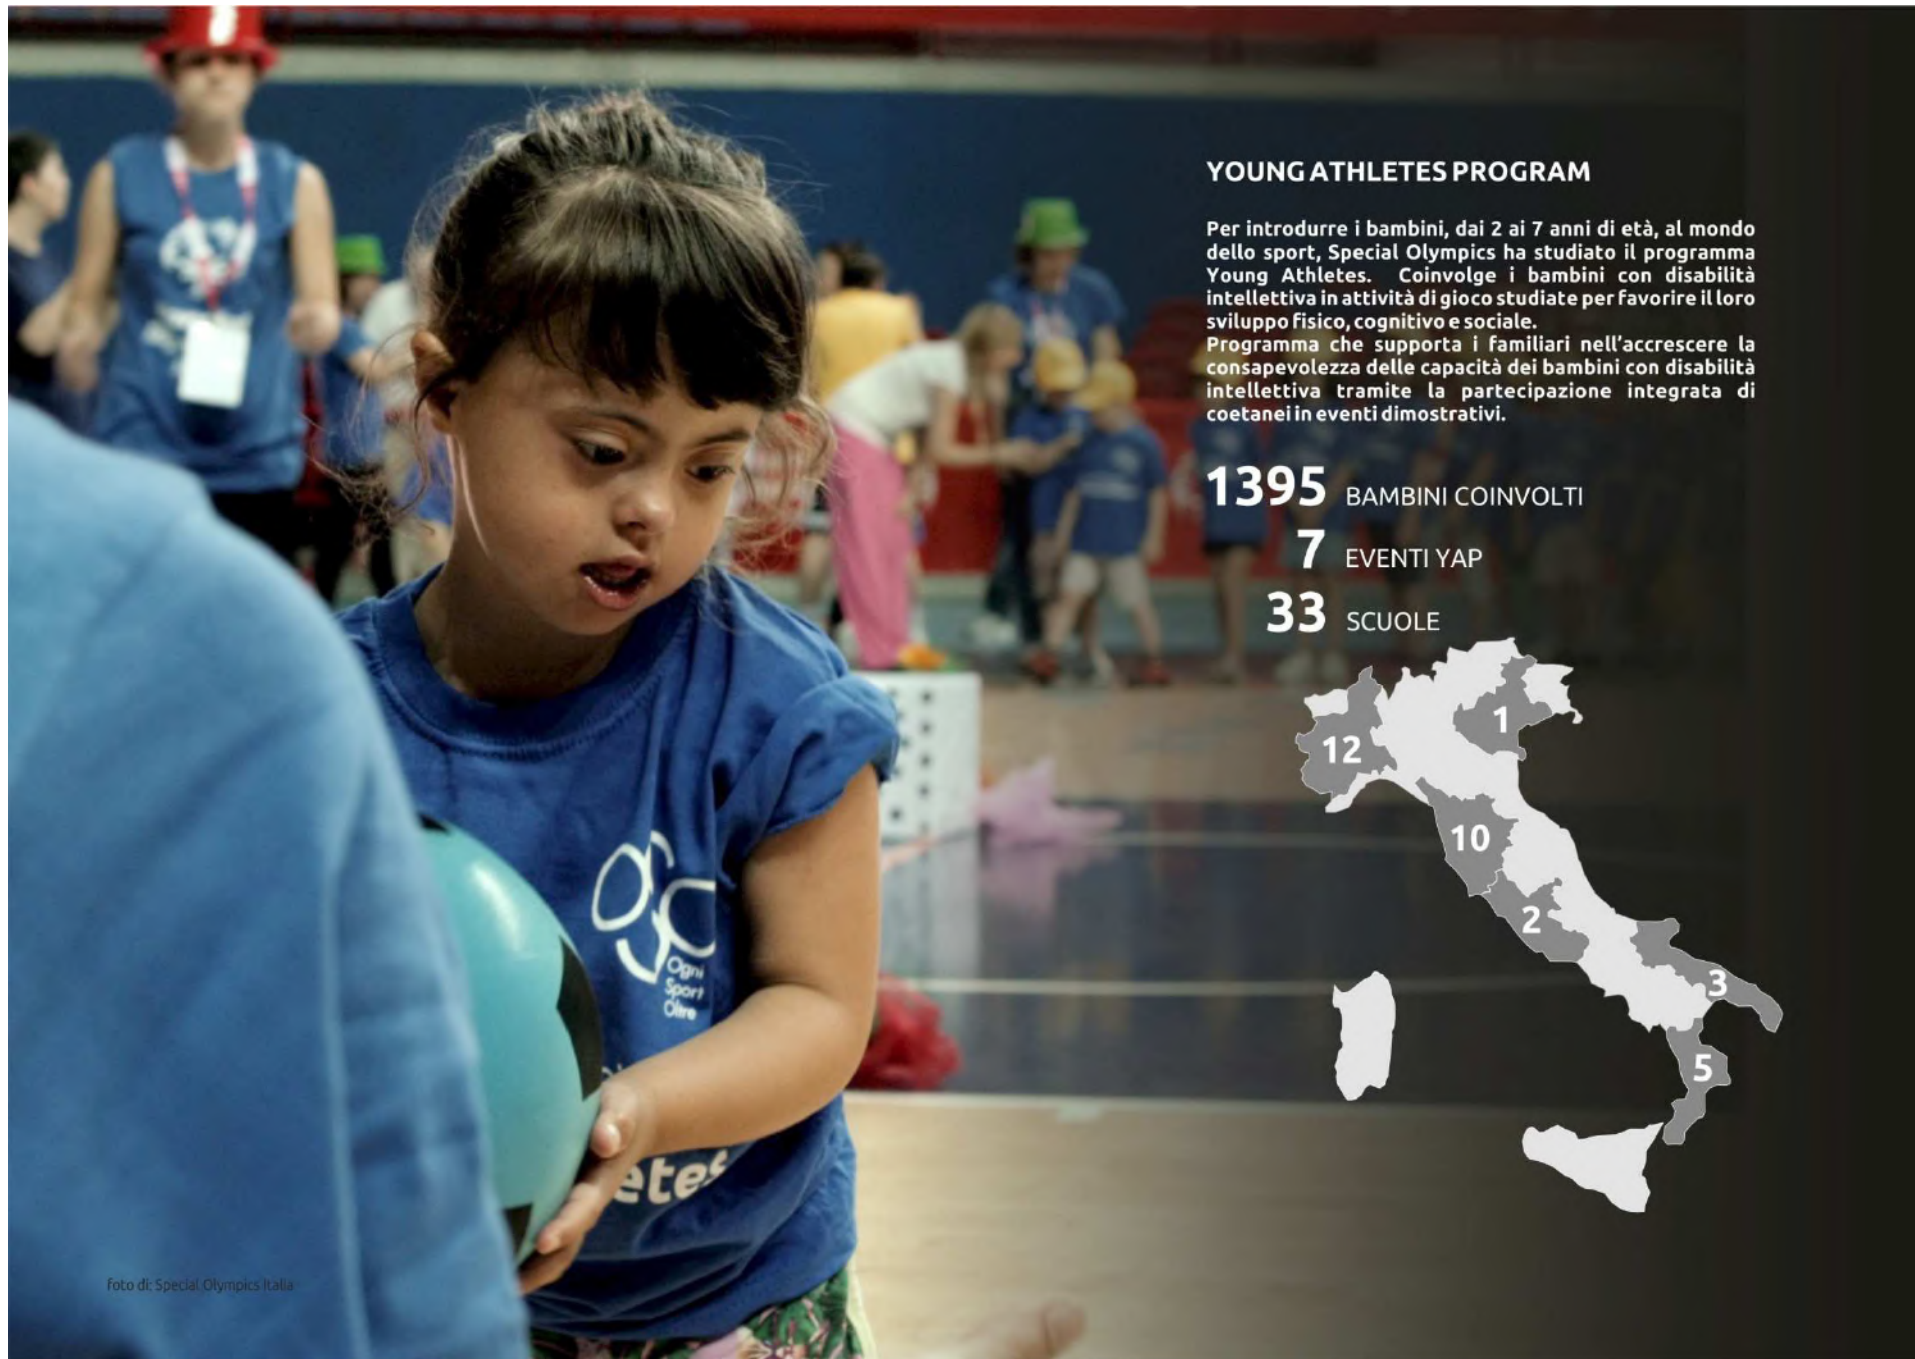 YOUNG ATHLETES PROGRAM
Per introdurre i bambini, dai 2 ai 7 anni di età, al mondo
dello sport, Special Olympics ha studiato il programma
Young Athletes. Coinvolge i bambini con disabilità
intellettiva in attività di gioco studiate per favorire il loro
sviluppo fisico, cognitivo e sociale.
Programma che supporta i familiari nell'accrescere la
consapevolezza delle capacità dei bambini con disabilità
intellettiva tramite la partecipazione integrata di
coetanei in eventi dimostrativi.
1395 BAMBINI COINVOLTI
7 EVENTI YAP
33 SCUOLE
1
12
10
2
3
5
OSO
Ogni
Sport
Oltre
etes
foto di: Special Olympics Italia